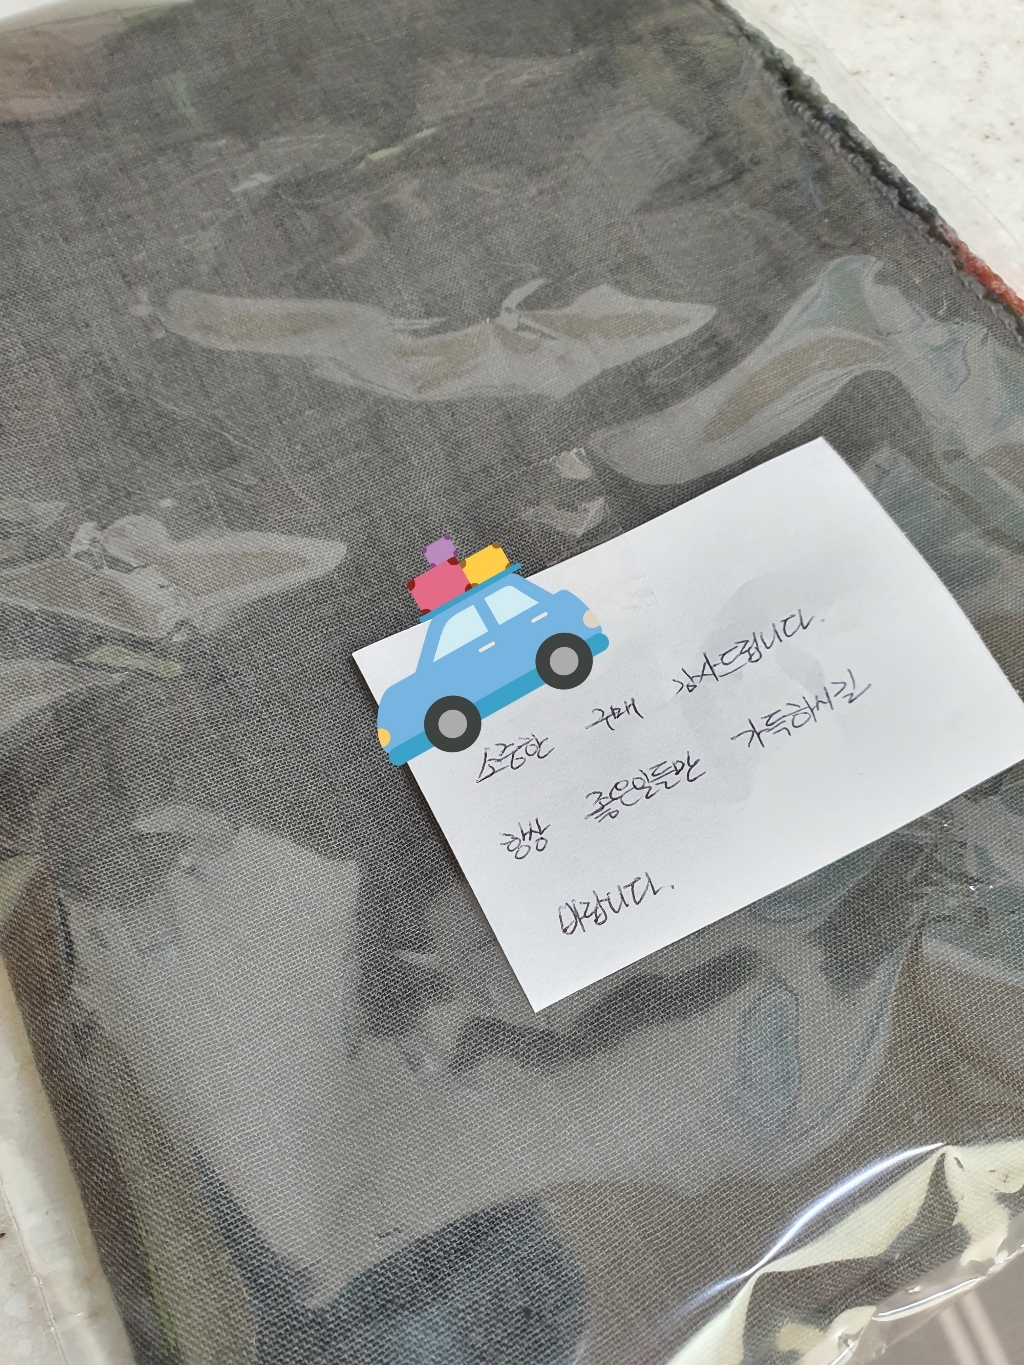 소중한 구매 감사드립니다.
항상 좋은일들만 가득하시길
바랍니다.